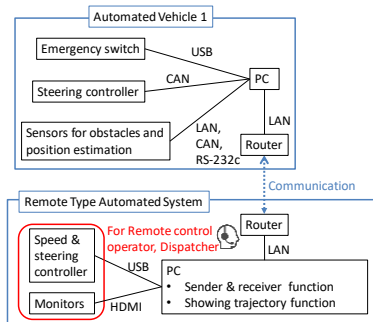 Automated Vehicle 1
Emergency switch
USB
CAN
PC
Steering controller
LAN
Sensors for obstacles and
position estimation
LAN,
CAN,
RS-232c
Router
Communication
Remote Type Automated System
For Remote control
operator, Dispatcher
Router
LAN
Speed &
steering
controller
USB
PC
• Sender & receiver function
• Showing trajectory function
Monitors
HDMI